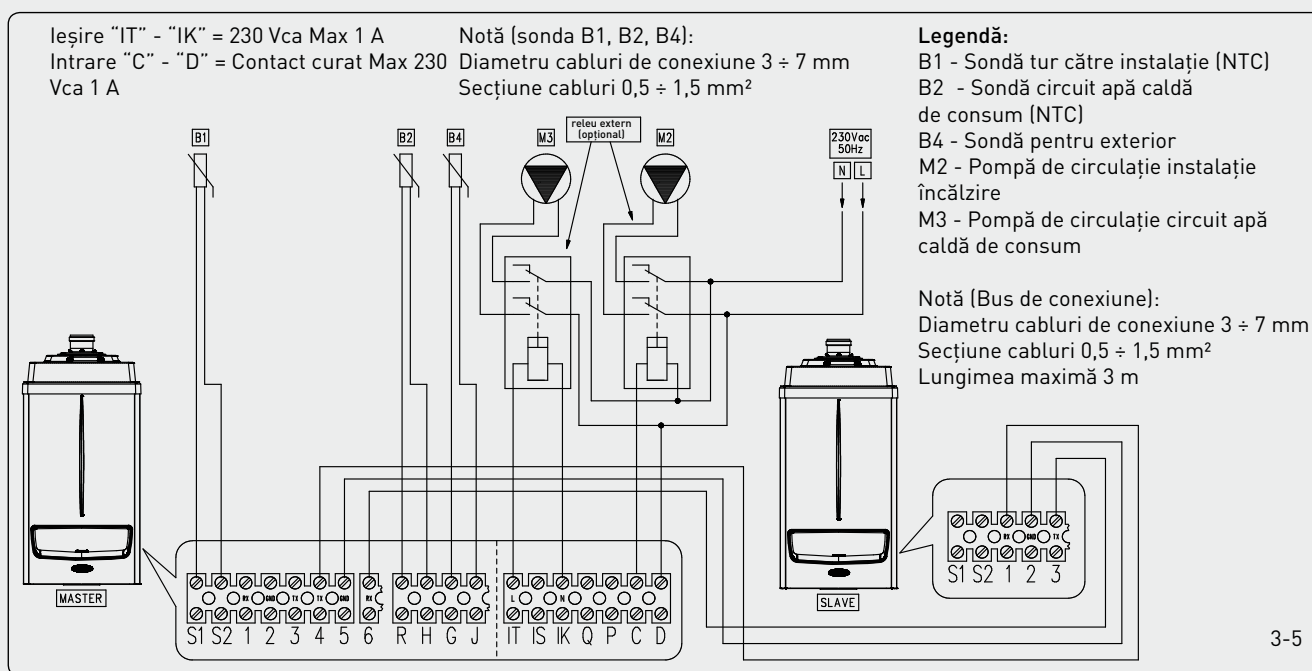 Ieșire “IT” - “IK” = 230 Vca Max 1 A
Intrare “C” - “D” = Contact curat Max 230
Vca 1 A
Notă (sonda B1, B2, B4):
Diametru cabluri de conexiune 3 ÷ 7 mm
Secțiune cabluri 0,5 ÷ 1,5 mm²
Legendă:
B1 - Sondă tur către instalație (NTC)
B2 - Sondă circuit apă caldă
de consum (NTC)
B4 - Sondă pentru exterior
M2 - Pompă de circulație instalație
încălzire
M3 - Pompă de circulație circuit apă
caldă de consum
Notă (Bus de conexiune):
Diametru cabluri de conexiune 3 ÷ 7 mm
Secțiune cabluri 0,5 ÷ 1,5 mm²
Lungimea maximă 3 m
B1
B2
B4
M3
releu extern
(opțional)
M2
230Vac
50Hz
N L
MASTER
RX GND TX TX GND RX
S1 S2 1 2 3 4 5 6
R H G J
L N
IT IS IK Q P C D
SLAVE
RX GND TX
S1 S2 1 2 3
3-5